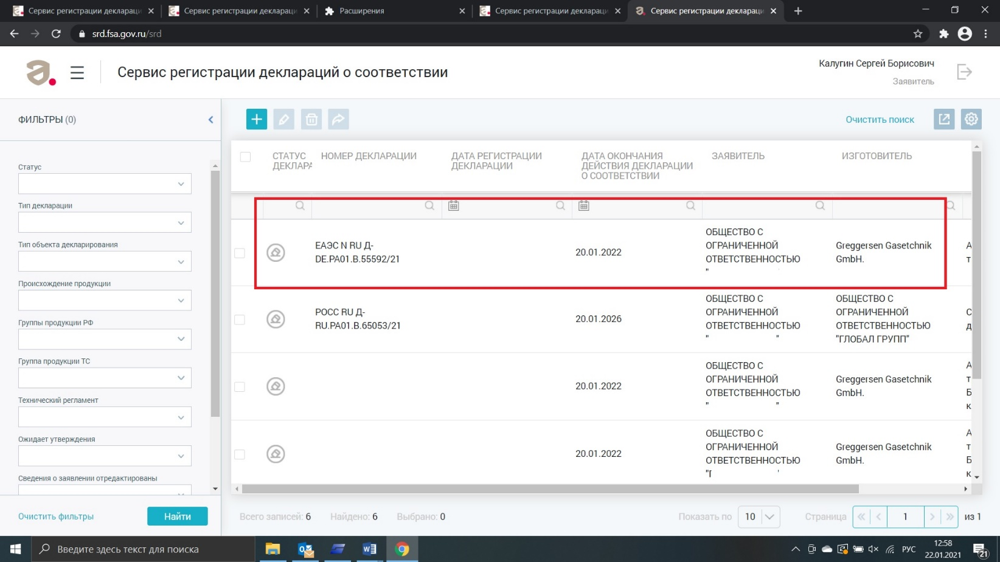 Сервис регистрации деклараци
Сервис регистрации деклараци
Расширения
Сервис регистрации деклараци
Сервис регистрации деклараци
srd.fsa.gov.ru/srd
Сервис регистрации деклараций о соответствии
Калугин Сергей Борисович
Заявитель
ФИЛЬТРЫ (0)
Очистить поиск
Статус
Тип декларации
Тип объекта декларирования
Происхождение продукции
Группы продукции РФ
Группа продукции ТС
Технический регламент
Ожидает утверждения
Сведения о заявлении отредактированы
Очистить фильтры
Найти
СТАТУС
ДЕКЛАРА
НОМЕР ДЕКЛАРАЦИИ
ДАТА РЕГИСТРАЦИИ
ДЕКЛАРАЦИИ
ДАТА ОКОНЧАНИЯ
ДЕЙСТВИЯ ДЕКЛАРАЦИИ
О СООТВЕТСТВИИ
ЗАЯВИТЕЛЬ
ИЗГОТОВИТЕЛЬ
ЕАЭС N RU Д-
DE.РА01.В.55592/21
20.01.2022
ОБЩЕСТВО С
ОГРАНИЧЕННОЙ
ОТВЕТСТВЕННОСТЬЮ
"
Greggersen Gasetchnik
GmbH.
А
т
РОСС RU Д-
RU.РА01.В.65053/21
20.01.2026
ОБЩЕСТВО С
ОГРАНИЧЕННОЙ
ОТВЕТСТВЕННОСТЬЮ
" "
ОБЩЕСТВО С
ОГРАНИЧЕННОЙ
ОТВЕТСТВЕННОСТЬЮ
"ГЛОБАЛ ГРУПП"
С
д
20.01.2022
ОБЩЕСТВО С
ОГРАНИЧЕННОЙ
ОТВЕТСТВЕННОСТЬЮ
" "
Greggersen Gasetchnik
GmbH.
А
т
Б
к
20.01.2022
ОБЩЕСТВО С
ОГРАНИЧЕННОЙ
ОТВЕТСТВЕННОСТЬЮ
Greggersen Gasetchnik
GmbH.
А
т
Б
к
Всего записей: 6
Найдено: 6
Выбрано: 0
Показать по
10
Страница
1
из 1
Введите здесь текст для поиска
РУС
12:58
22.01.2021
21